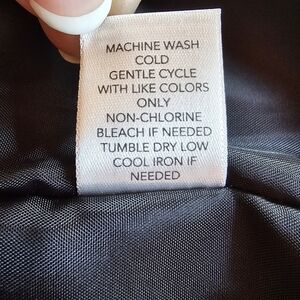 MACHINE WASH
COLD
GENTLE CYCLE
WITH LIKE COLORS
ONLY
NON-CHLORINE
BLEACH IF NEEDED
TUMBLE DRY LOW
COOL IRON IF
NEEDED